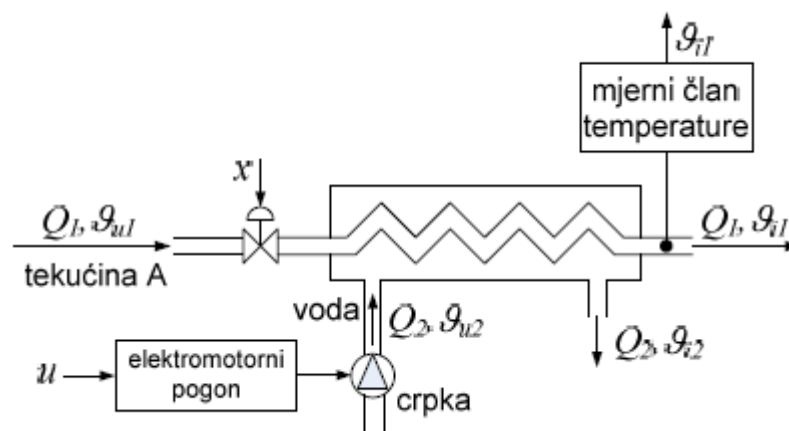 ϑi1
mjerni član
temperature
x
Q1, ϑu1
Q1, ϑi1
tekućina A
voda
Q2, ϑu2
Q2, ϑi2
u
elektromotorni
pogon
crpka